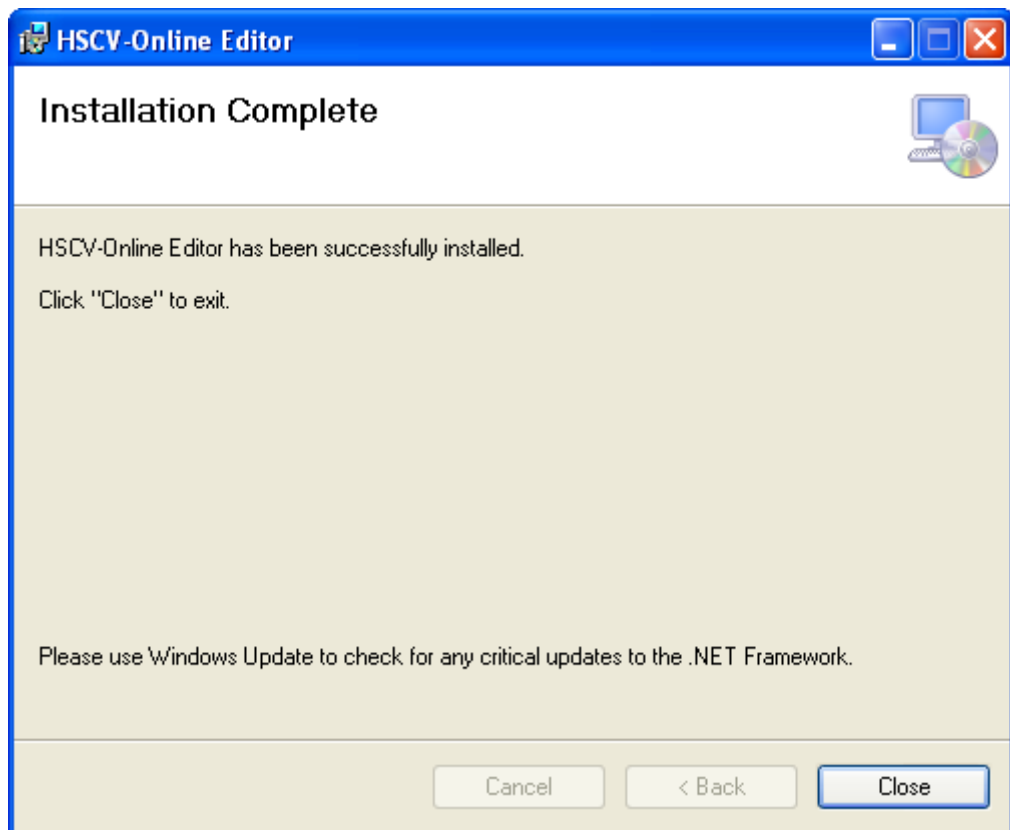 HSCV-Online Editor
Installation Complete
HSCV-Online Editor has been successfully installed.
Click "Close" to exit.
Please use Windows Update to check for any critical updates to the .NET Framework.
Cancel
< Back
Close